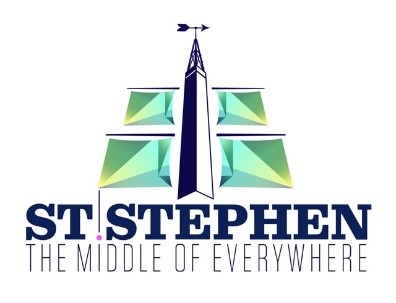 ST. STEPHEN
THE MIDDLE OF EVERYWHERE